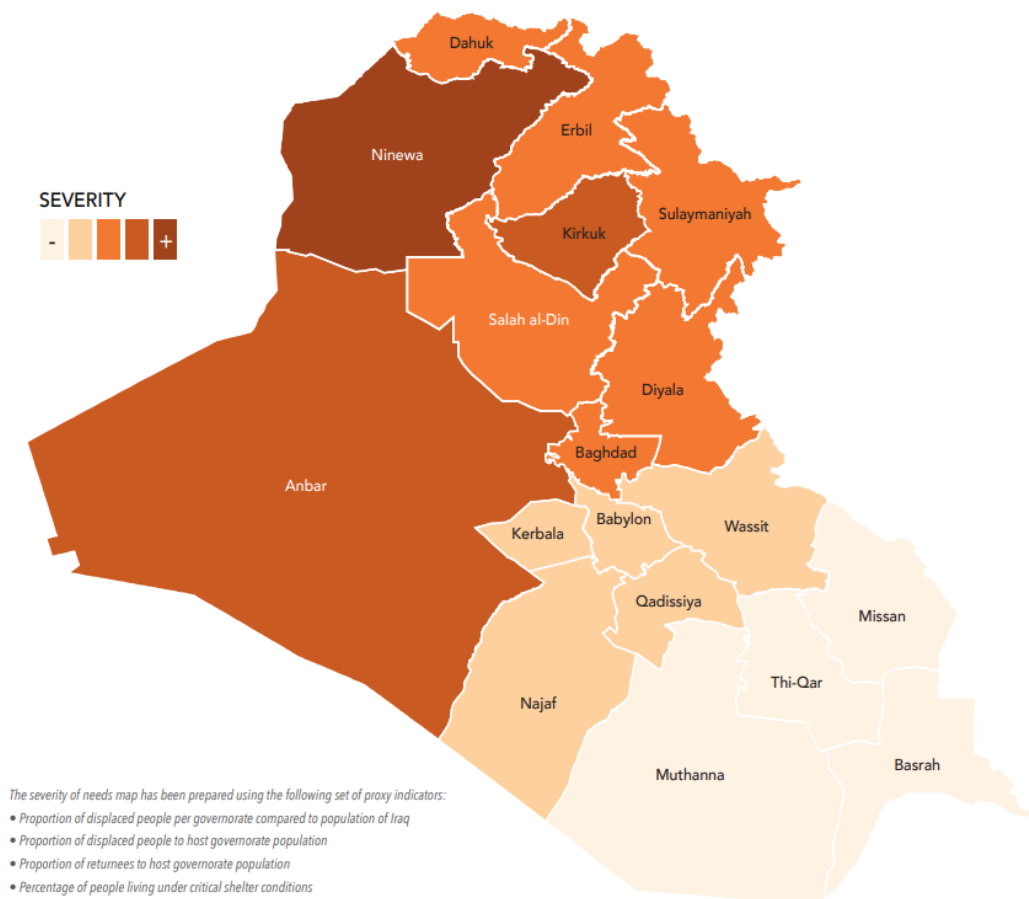 Dahuk
Erbil
Ninewa
SEVERITY
- +
Sulaymaniyah
Kirkuk
Salah al-Din
Diyala
Baghdad
Anbar
Babylon
Wassit
Kerbala
Qadissiya
Missan
Thi-Qar
Najaf
Basrah
Muthanna
The severity of needs map has been prepared using the following set of proxy indicators:
• Proportion of displaced people per governorate compared to population of Iraq
• Proportion of displaced people to host governorate population
• Proportion of returnees to host governorate population
• Percentage of people living under critical shelter conditions